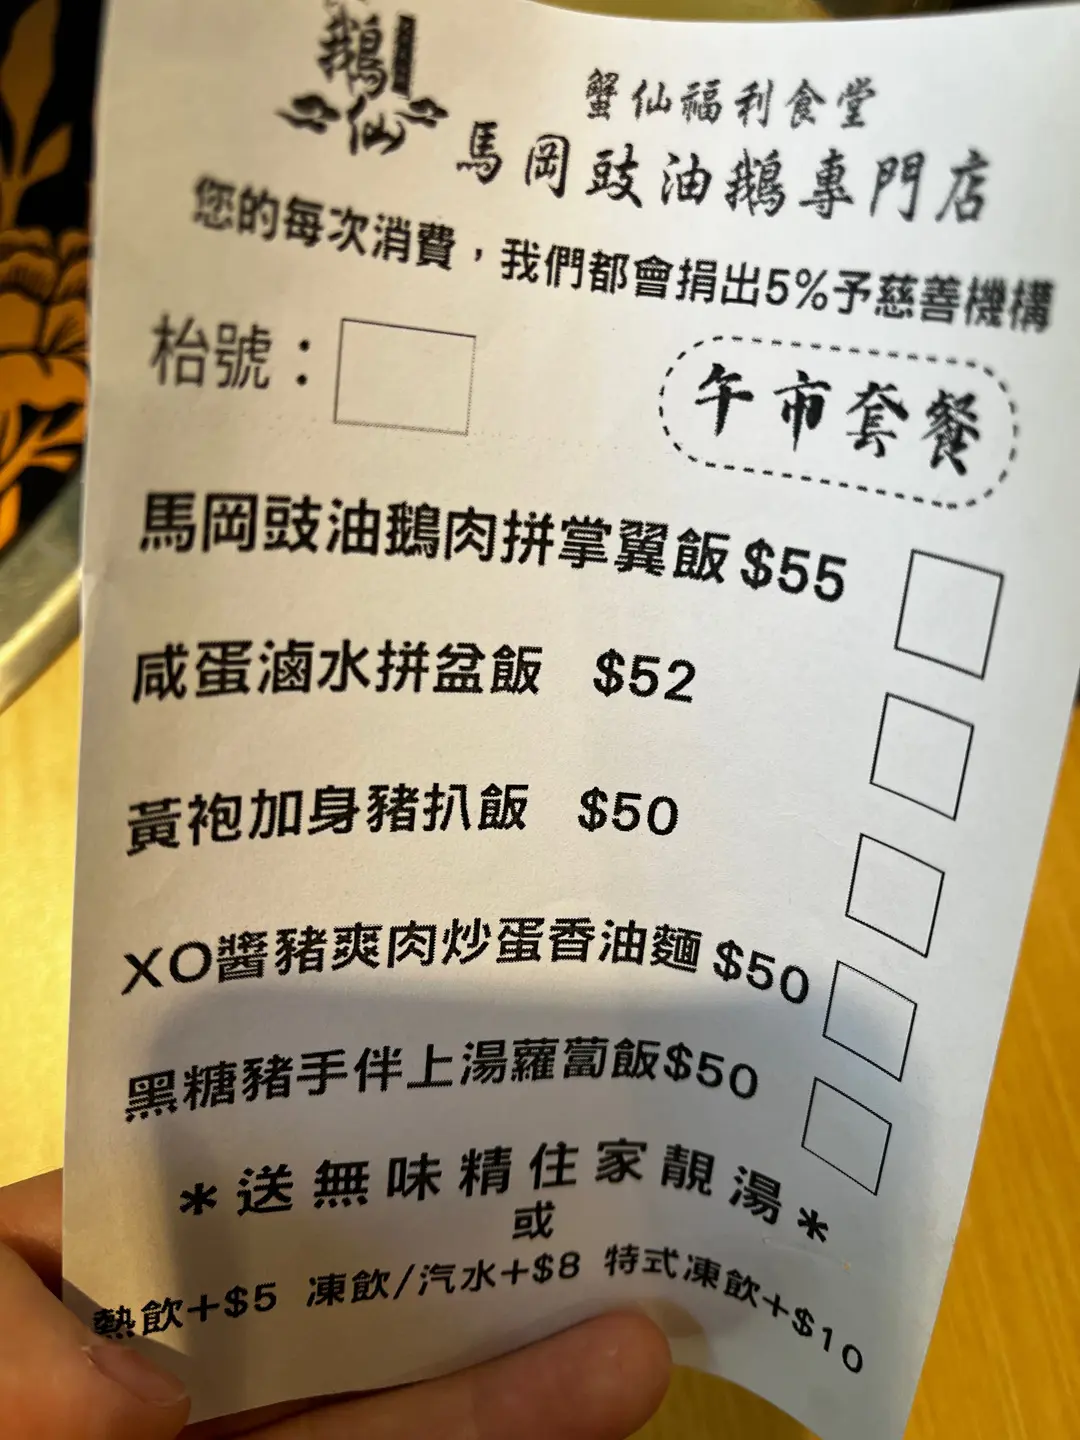 鵝仙
蟹仙福利食堂
馬岡豉油鵝專門店
您的每次消費，我們都會捐出5%予慈善機構
枱號：
午市套餐
馬岡豉油鵝肉拼掌翼飯 $55
咸蛋滷水拼盆飯 $52
黃袍加身豬扒飯 $50
XO醬豬爽肉炒蛋香油麵 $50
黑糖豬手伴上湯蘿蔔飯$50
*送無味精住家靚湯*
或
熱飲+$5 凍飲/汽水+$8 特式凍飲+$10